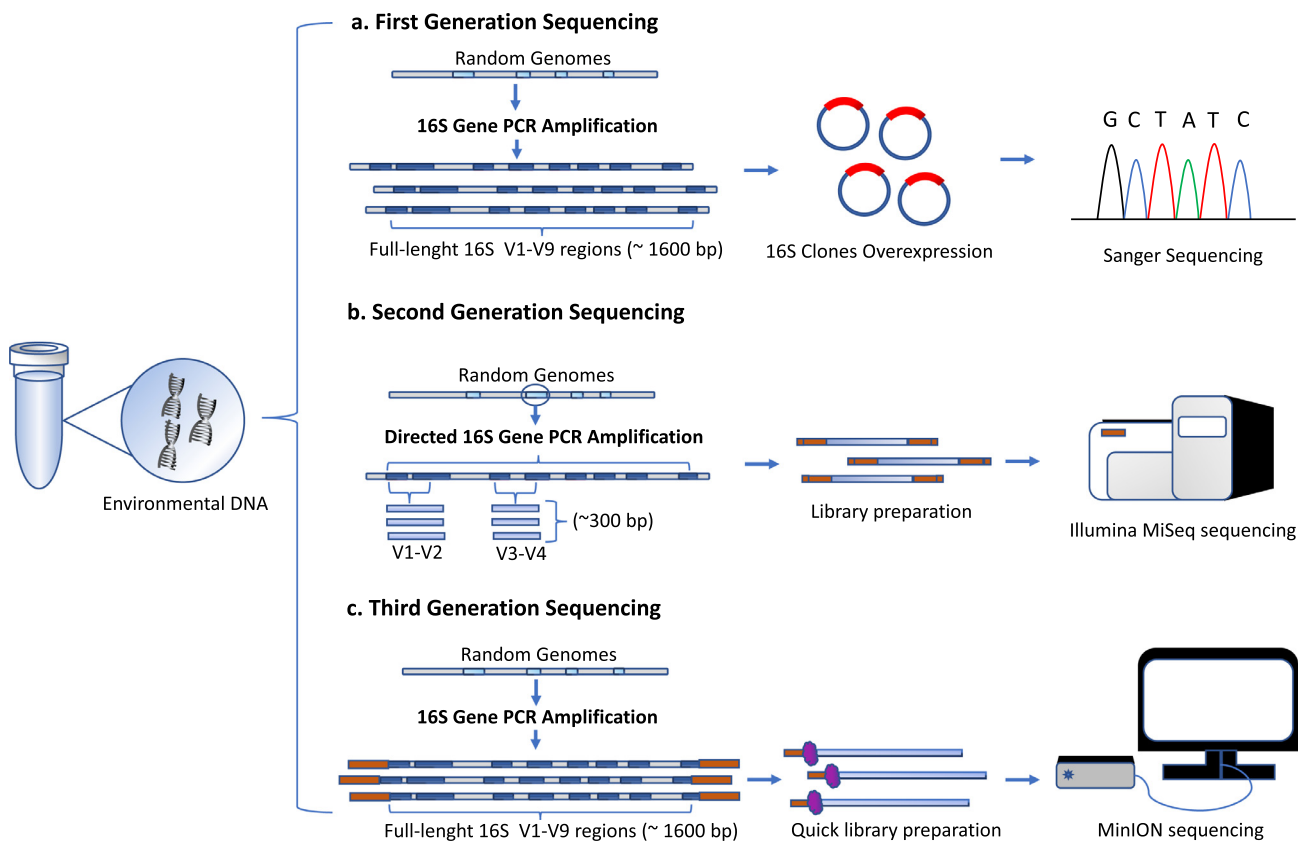 a. First Generation Sequencing
Random Genomes
16S Gene PCR Amplification
Full-lenght 16S V1-V9 regions (~ 1600 bp)
16S Clones Overexpression
G C T A T C
Sanger Sequencing
Environmental DNA
b. Second Generation Sequencing
Random Genomes
Directed 16S Gene PCR Amplification
(~300 bp)
V1-V2
V3-V4
Library preparation
Illumina MiSeq sequencing
c. Third Generation Sequencing
Random Genomes
16S Gene PCR Amplification
Full-lenght 16S V1-V9 regions (~ 1600 bp)
Quick library preparation
MinION sequencing